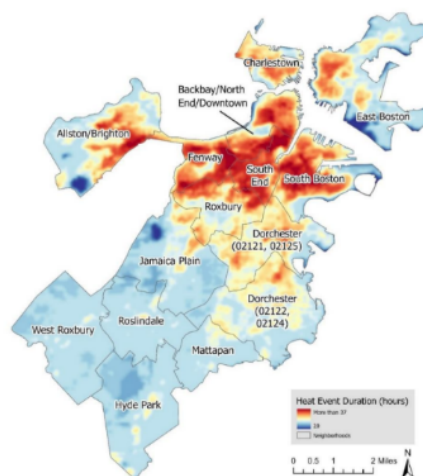 Charlestown
Backbay/North
End/Downtown
East Boston
Allston/Brighton
Fenway
South
End
South Boston
Roxbury
Dorchester
(02121, 02125)
Jamaica Plain
Dorchester
(02122,
02124)
West Roxbury
Roslindale
Mattapan
Hyde Park
Heat Event Duration (hours)
More than 37
Neighborhoods
N
0 0.5 1 2 Miles